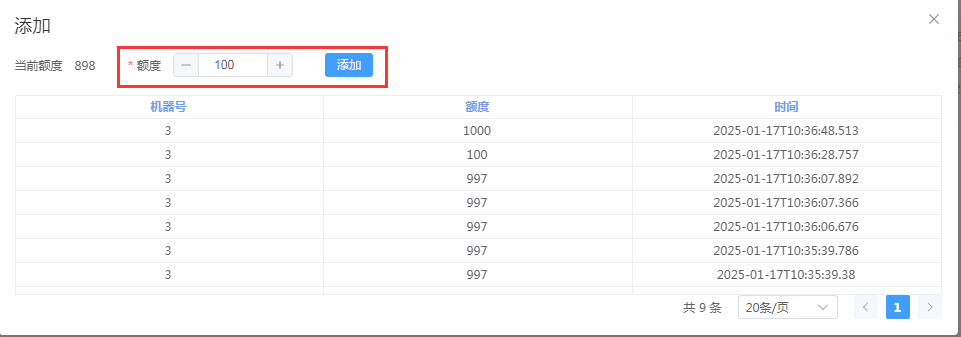 添加
当前额度 898 * 额度 100 添加
机器号 额度 时间
3 1000 2025-01-17T10:36:48.513
3 100 2025-01-17T10:36:28.757
3 997 2025-01-17T10:36:07.892
3 997 2025-01-17T10:36:07.366
3 997 2025-01-17T10:36:06.676
3 997 2025-01-17T10:35:39.786
3 997 2025-01-17T10:35:39.38
共 9 条 20条/页 1